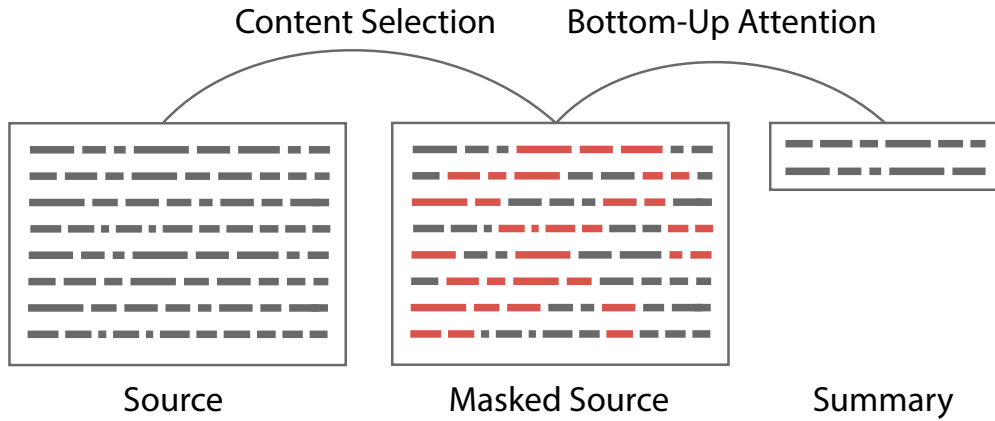 Content Selection
Bottom-Up Attention
Source
Masked Source
Summary